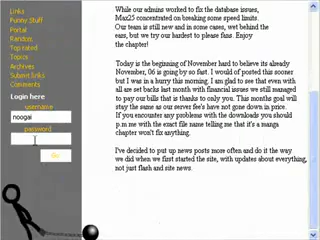 Links
Funny Stuff
Portal
Random
Top rated
Topics
Archives
Submit links
Comments
Login here
username
noogai
password
While our admins worked to fix the database issues,
Max25 concentrated on breaking some speed limits.
Our team is still new and in some cases, wet behind the
ears, but we try our hardest to please fans. Enjoy
the chapter!
Today is the beginning of November hard to believe its already
November, 06 is going by so fast. I would of posted this sooner
but I was in a hurry this morning. I am glad to see that even with
all are set backs last month with financial issues we still managed
to pay our bills that is thanks to only you. This months goal will
stay the same as our server fee's have not gone down in price.
If you encounter any problems with the downloads you should
p.m me with the exact file name telling me that it's a manga
chapter won't fix anything.
I've decided to put up news posts more often and do it the way
we did when we first started the site, with updates about everything,
not just flash and site news.